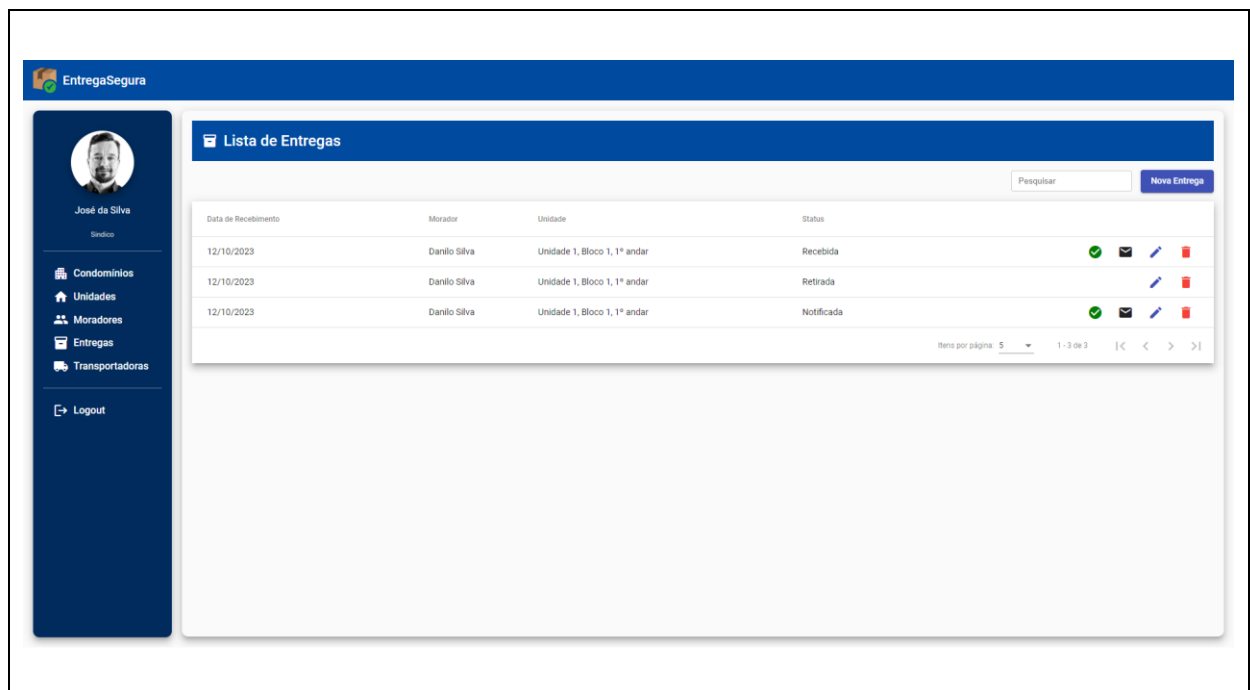 EntregaSegura
José da Silva
Síndico
Condomínios
Unidades
Moradores
Entregas
Transportadoras
Logout
Lista de Entregas
Pesquisar Nova Entrega
Data de Recebimento Morador Unidade Status
12/10/2023 Danilo Silva Unidade 1, Bloco 1, 1º andar Recebida
12/10/2023 Danilo Silva Unidade 1, Bloco 1, 1º andar Retirada
12/10/2023 Danilo Silva Unidade 1, Bloco 1, 1º andar Notificada
Itens por página: 5 1 - 3 de 3